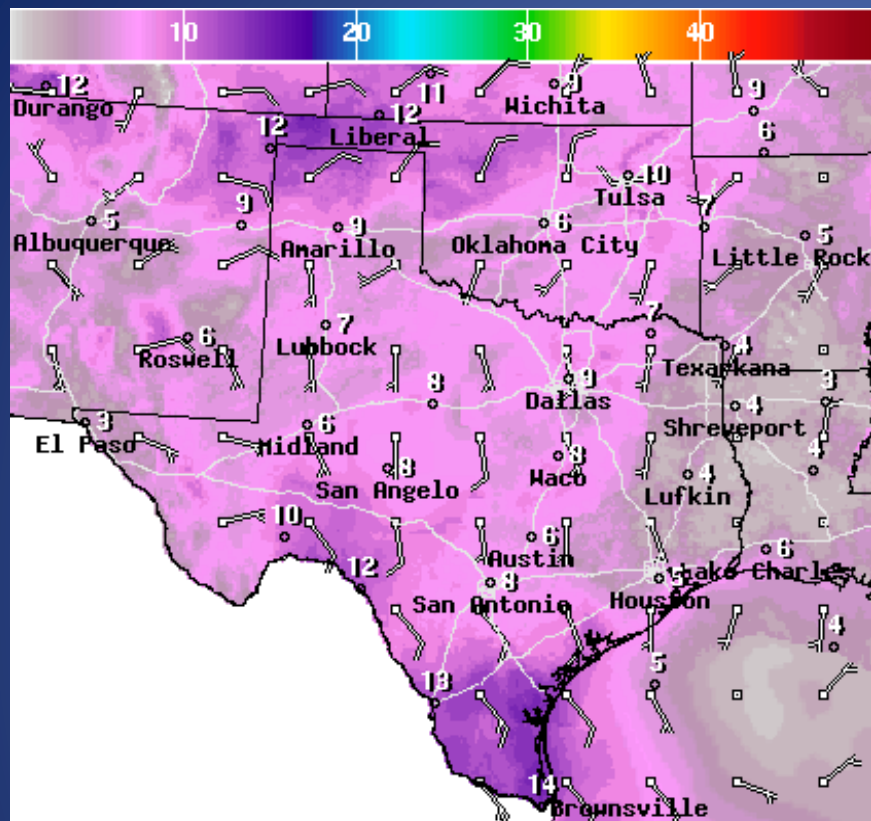 10 20 30 40
12 11 9 9
Durango Wichita
12
Liberal
12 6
10
Tulsa
5 9 9 6 7 5
Albuquerque Amarillo Oklahoma City Little Rock
6 7 7 4
Roswell Lubbock Texarkana
9
8 Dallas 4 3
3 6 Shreveport
El Paso Midland
8 8 4 4
San Angelo Waco Lufkin
10 6 6
Austin
12 8 5 Lake Charles
San Antonio Houston
4
13 5
14
Brownsville